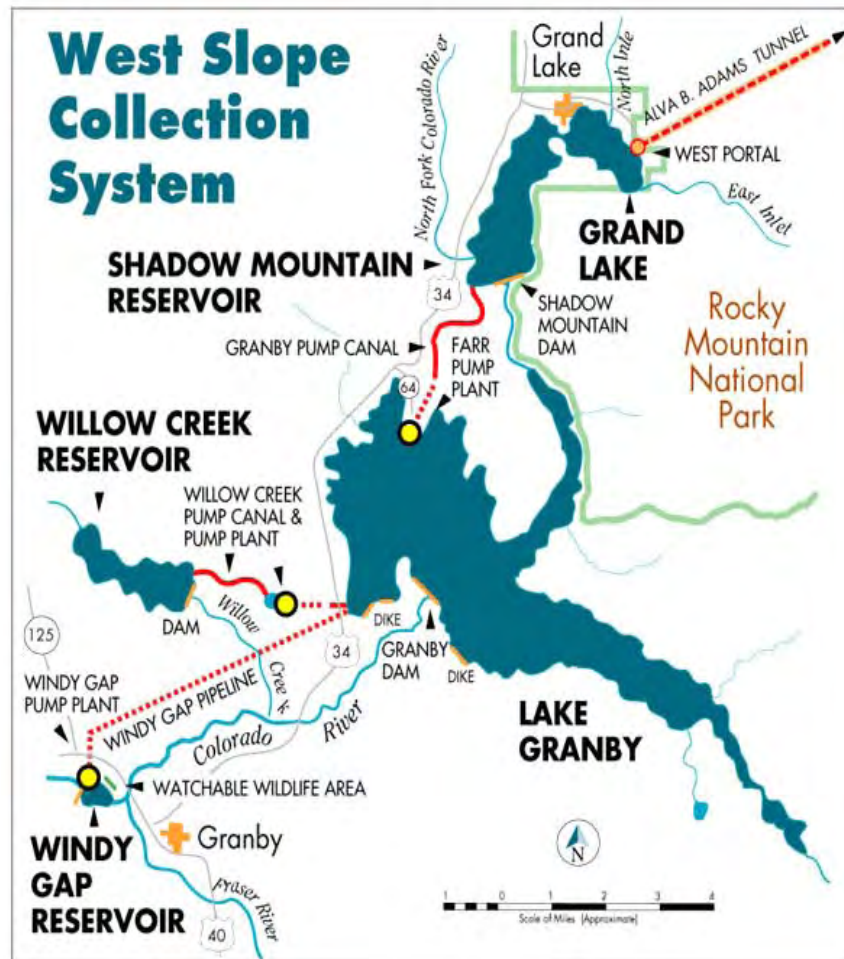 West Slope
Collection
System
Grand
Lake
North Inle
ALVA B. ADAMS TUNNEL
WEST PORTAL
North Fork Colorado River
East Inlet
GRAND
LAKE
SHADOW MOUNTAIN
RESERVOIR
34
SHADOW
MOUNTAIN
DAM
GRANBY PUMP CANAL
FARR
PUMP
PLANT
Rocky
Mountain
National
Park
64
WILLOW CREEK
RESERVOIR
WILLOW CREEK
PUMP CANAL &
PUMP PLANT
DAM
Willow
Creek
DIKE
GRANBY
DAM
DIKE
34
125
WINDY GAP
PUMP PLANT
WINDY GAP PIPELINE
Colorado
River
LAKE
GRANBY
WATCHABLE WILDLIFE AREA
Granby
WINDY
GAP
RESERVOIR
Fraser River
40
N
1 0 1 2 3 4
Scale of Miles (Approximate)